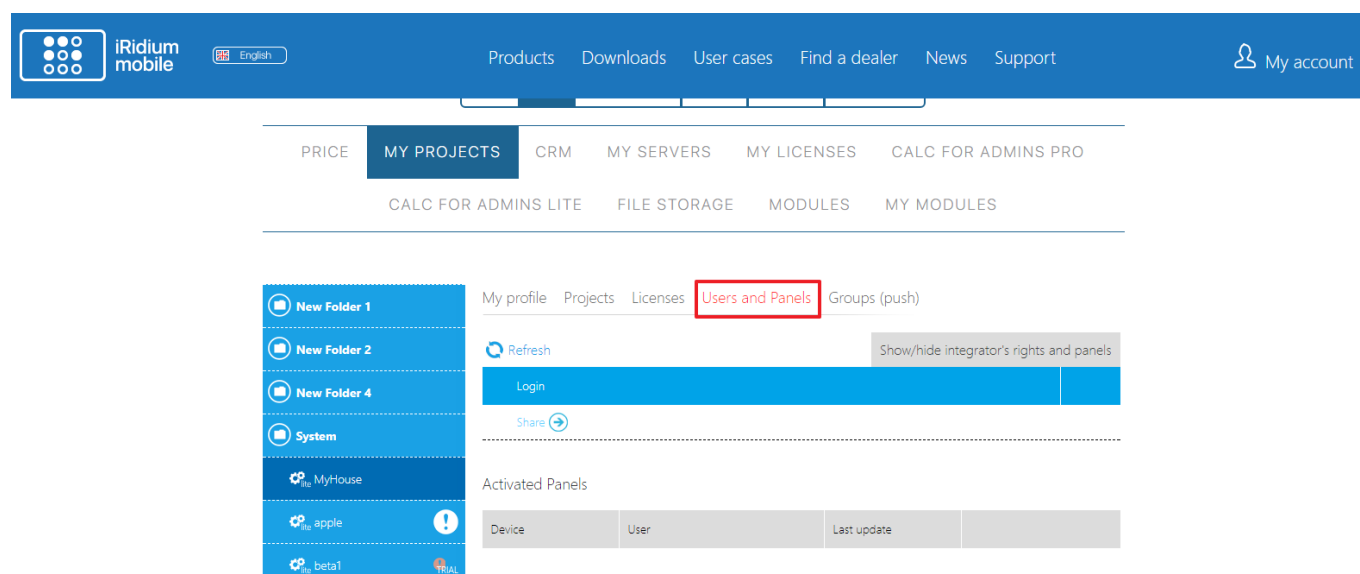 iRidium
mobile
English
Products Downloads User cases Find a dealer News Support
My account
PRICE MY PROJECTS CRM MY SERVERS MY LICENSES CALC FOR ADMINS PRO
CALC FOR ADMINS LITE FILE STORAGE MODULES MY MODULES
New Folder 1
New Folder 2
New Folder 4
System
lite MyHouse
lite apple
lite beta1
TRIAL
My profile Projects Licenses Users and Panels Groups (push)
Refresh
Show/hide integrator's rights and panels
Login
Share
Activated Panels
Device User Last update